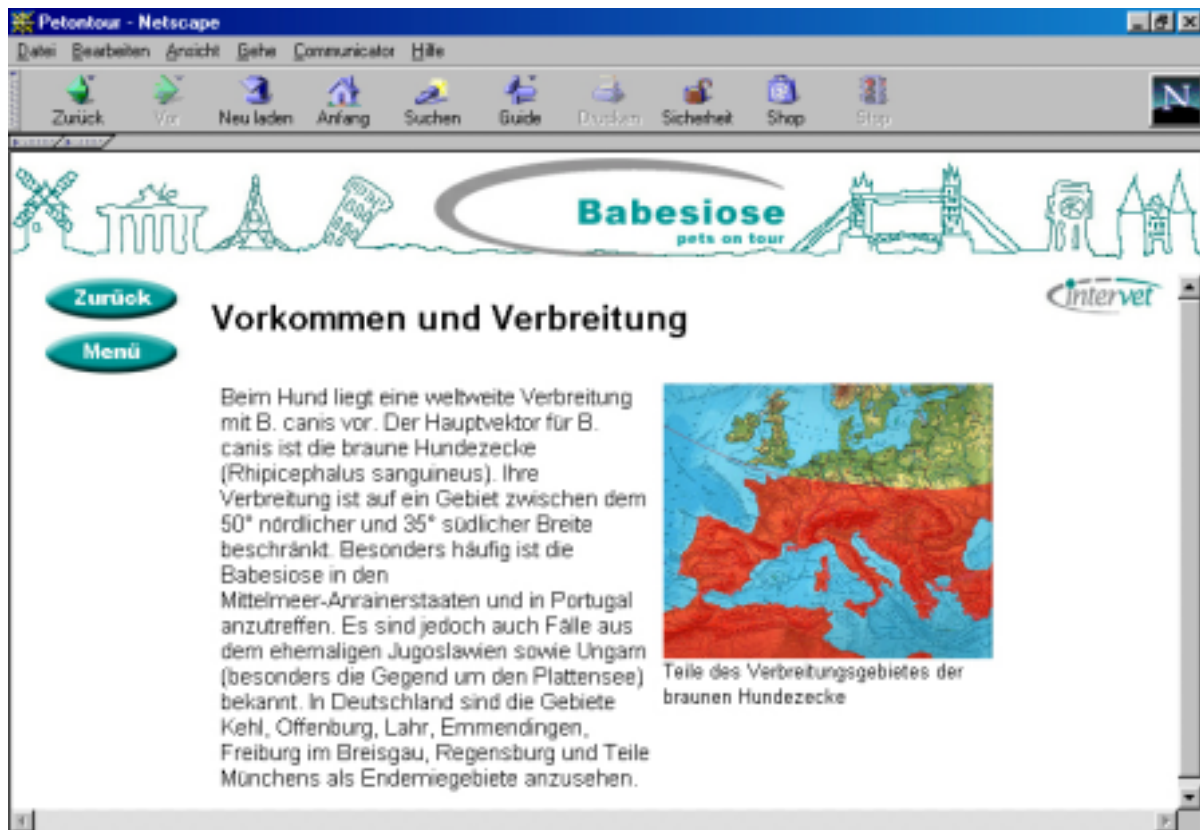 Petontour - Netscape
Datei Bearbeiten Ansicht Gehe Communicator Hilfe
Zurück Vor Neu laden Anfang Suchen Guide Drucken Sicherheit Shop Stop
N
Babesiose
pets on tour
Zurück
Menü
intervet
Vorkommen und Verbreitung
Beim Hund liegt eine weltweite Verbreitung
mit B. canis vor. Der Hauptvektor für B.
canis ist die braune Hundezecke
(Rhipicephalus sanguineus). Ihre
Verbreitung ist auf ein Gebiet zwischen dem
50° nördlicher und 35° südlicher Breite
beschränkt. Besonders häufig ist die
Babesiose in den
Mittelmeer-Anrainerstaaten und in Portugal
anzutreffen. Es sind jedoch auch Fälle aus
dem ehemaligen Jugoslawien sowie Ungarn
(besonders die Gegend um den Plattensee)
bekannt. In Deutschland sind die Gebiete
Kehl, Offenburg, Lahr, Emmendingen,
Freiburg im Breisgau, Regensburg und Teile
Münchens als Endemiegebiete anzusehen.
Teile des Verbreitungsgebietes der
braunen Hundezecke